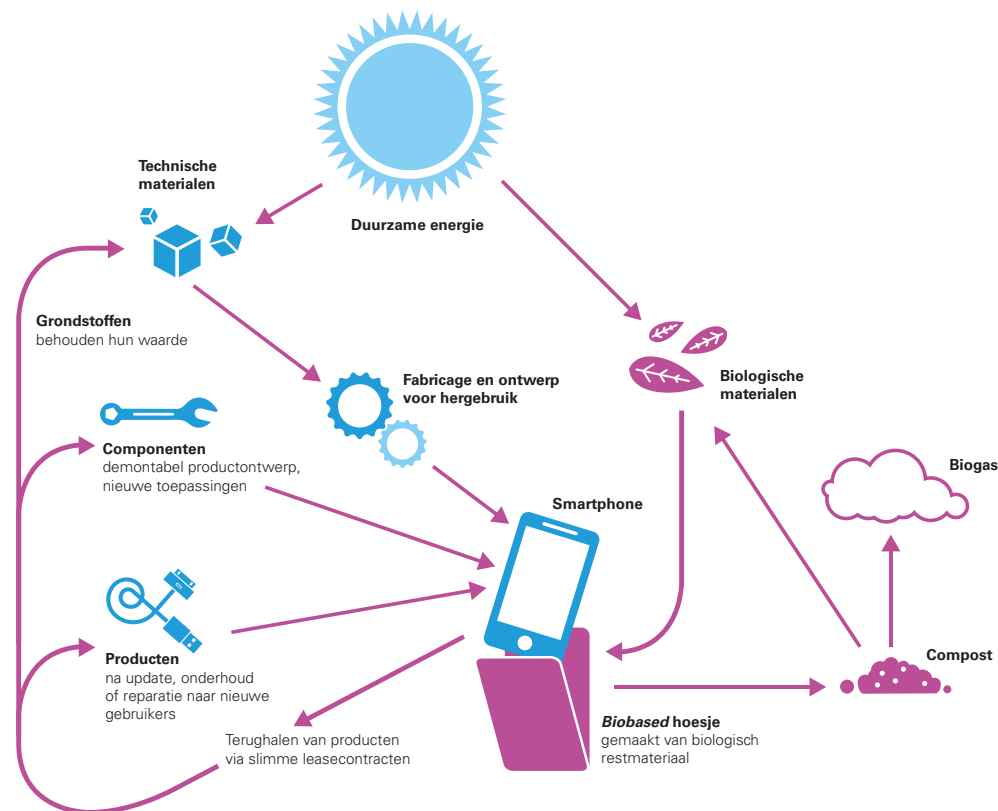 Technische
materialen
Duurzame energie
Grondstoffen
behouden hun waarde
Fabricage en ontwerp
voor hergebruik
Biologische
materialen
Componenten
demontabel productontwerp,
nieuwe toepassingen
Biogas
Smartphone
Producten
na update, onderhoud
of reparatie naar nieuwe
gebruikers
Compost
Terughalen van producten
via slimme leasecontracten
Biobased hoesje
gemaakt van biologisch
restmateriaal